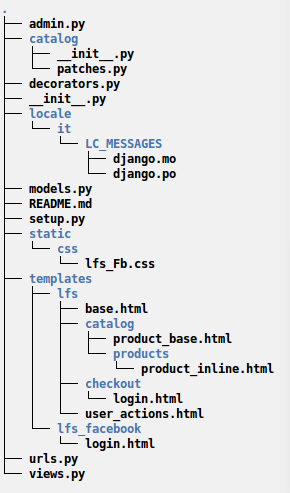 .
admin.py
catalog
__init__.py
patches.py
decorators.py
__init__.py
locale
it
LC_MESSAGES
django.mo
django.po
models.py
README.md
setup.py
static
css
lfs_Fb.css
templates
lfs
base.html
catalog
product_base.html
products
product_inline.html
checkout
login.html
user_actions.html
lfs_facebook
login.html
urls.py
views.py